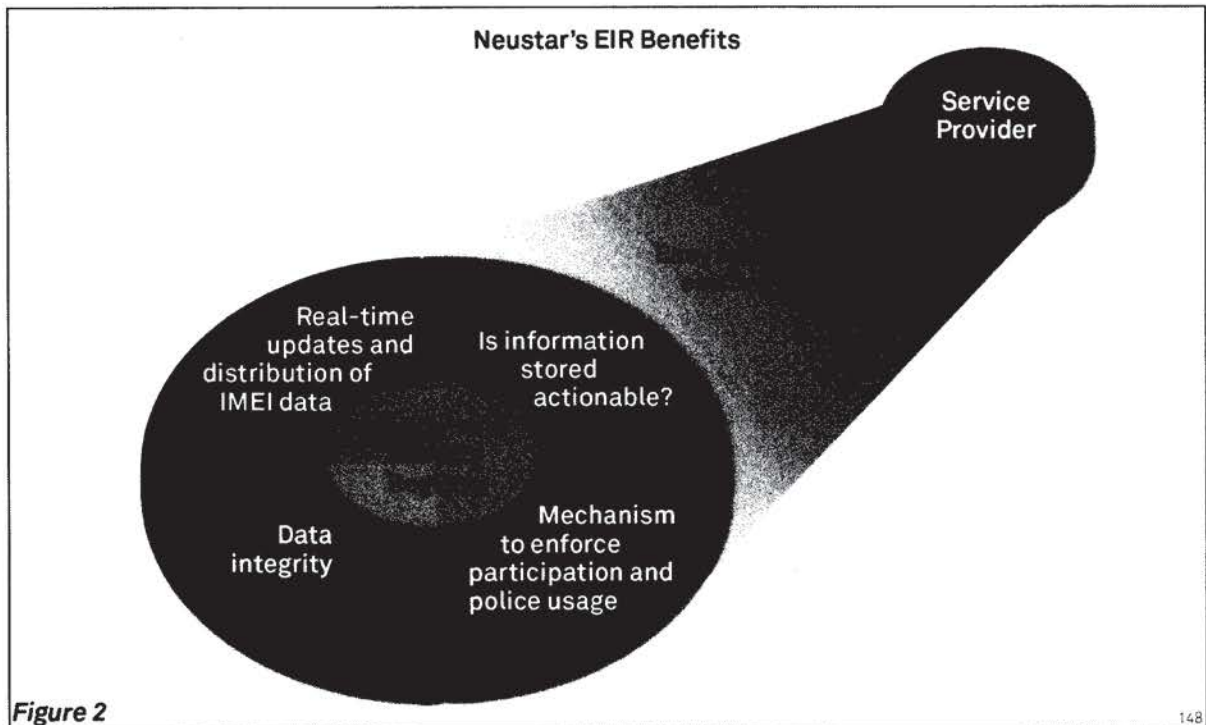 Neustar's EIR Benefits
Service
Provider
Real-time
updates and
distribution of
IMEI data
Is information
stored
actionable?
Data
integrity
Mechanism
to enforce
participation and
police usage
Figure 2
148